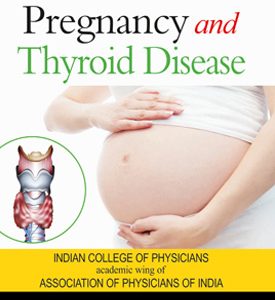 Pregnancy and
Thyroid Disease
INDIAN COLLEGE OF PHYSICIANS
academic wing of
ASSOCIATION OF PHYSICIANS OF INDIA